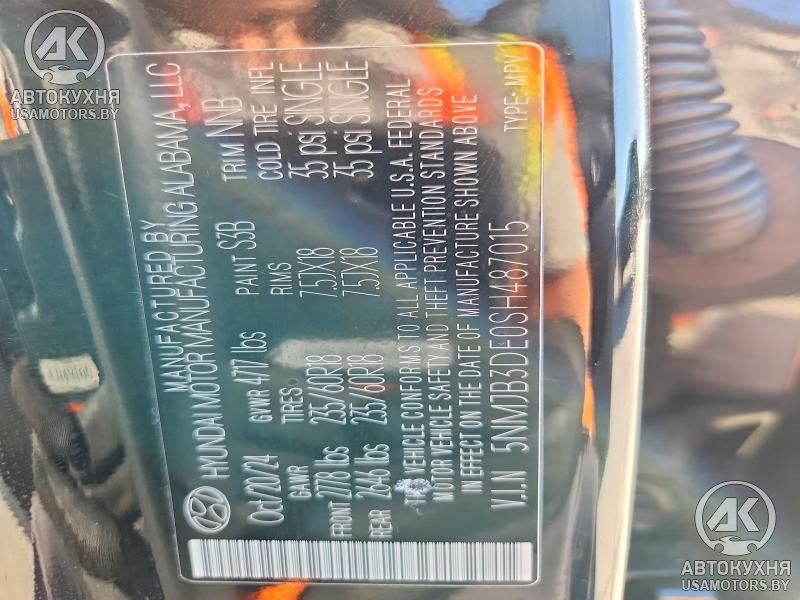 AK
АВТОКУХНЯ
USAMOTORS.BY
MANUFACTURED BY
HYUNDAI MOTOR MANUFACTURING ALABAMA, LLC
Oct/20/24 GVWR 4717 lbs PAINT S3B TRIM NNB
GAWR TIRES RIMS COLD TIRE INFL
FRONT 2778 lbs 235/60R18 7.5JX18 35 psi SINGLE
REAR 2646 lbs 235/60R18 7.5JX18 35 psi SINGLE
VEHICLE CONFORMS TO ALL APPLICABLE U.S.A. FEDERAL
MOTOR VEHICLE SAFETY AND THEFT PREVENTION STANDARDS
IN EFFECT ON THE DATE OF MANUFACTURE SHOWN ABOVE
V.I.N 5NMJB3DE0SH487015 TYPE: MPV
AK
АВТОКУХНЯ
USAMOTORS.BY